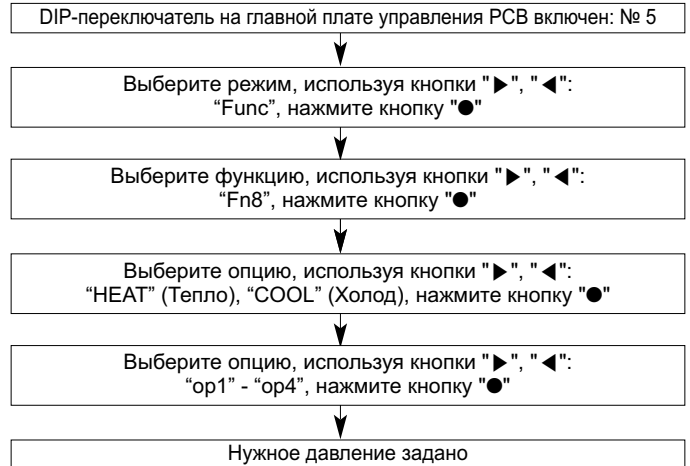 DIP-переключатель на главной плате управления PCB включен: № 5
Выберите режим, используя кнопки "▶", "◀":
“Func”, нажмите кнопку "●"
Выберите функцию, используя кнопки "▶", "◀":
“Fn8”, нажмите кнопку "●"
Выберите опцию, используя кнопки "▶", "◀":
“HEAT” (Тепло), “COOL” (Холод), нажмите кнопку "●"
Выберите опцию, используя кнопки "▶", "◀":
“op1” - “op4”, нажмите кнопку "●"
Нужное давление задано